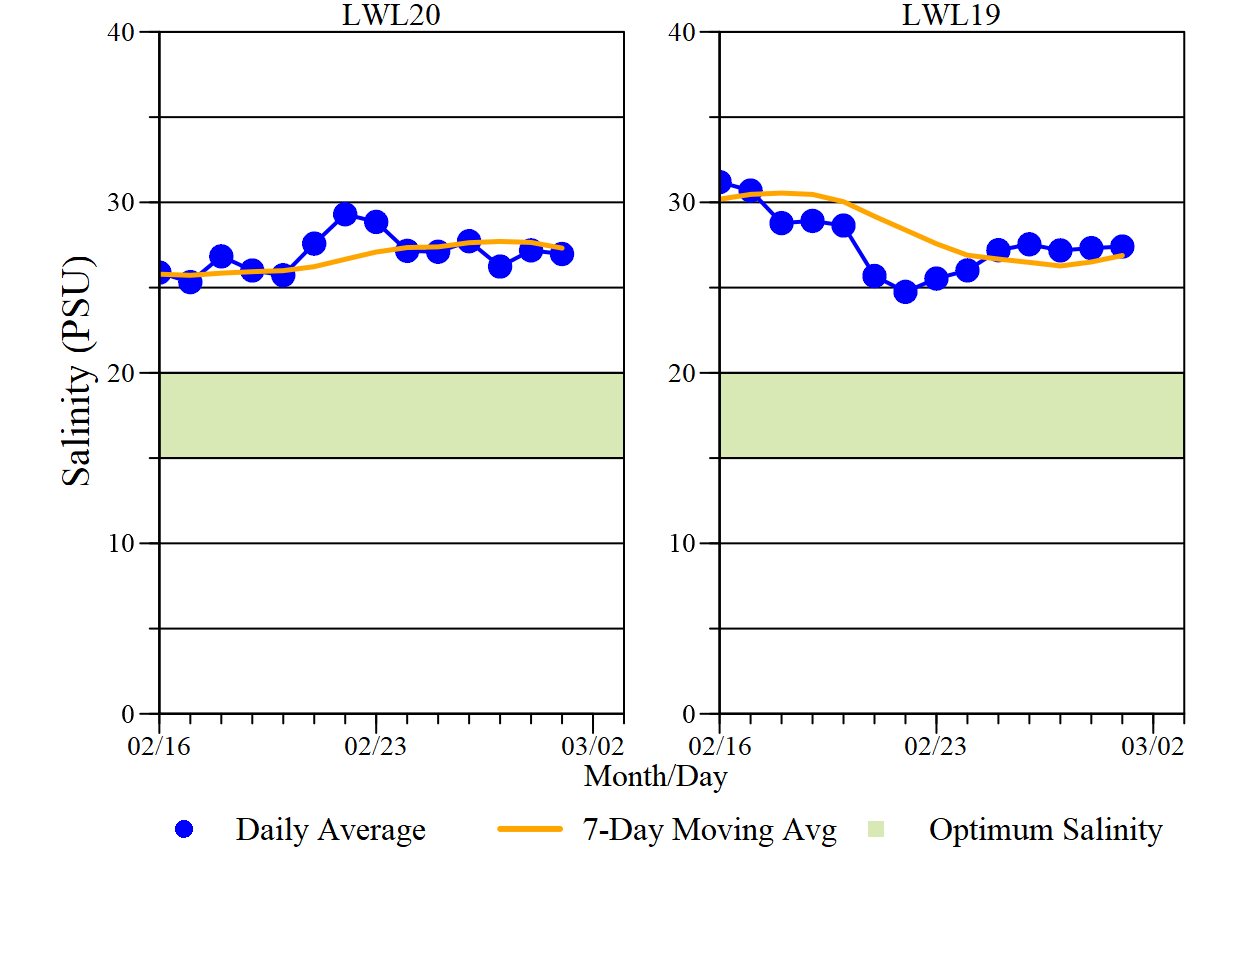 LWL20
LWL19
40
30
20
10
0
40
30
20
10
0
Salinity (PSU)
02/16
02/23
03/02
02/16
02/23
03/02
Month/Day
Daily Average
7-Day Moving Avg
Optimum Salinity